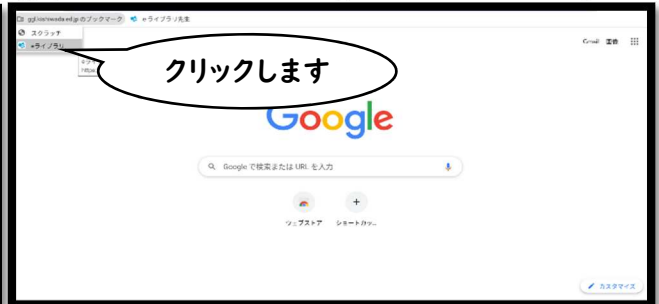 のブックマーク eライブラリ先生
スクラッチ
eライブラリ
クリックします
Gmail 画像
Google
Google で検索または URL を入力
ウェブストア ショートカッ...
カスタマイズ